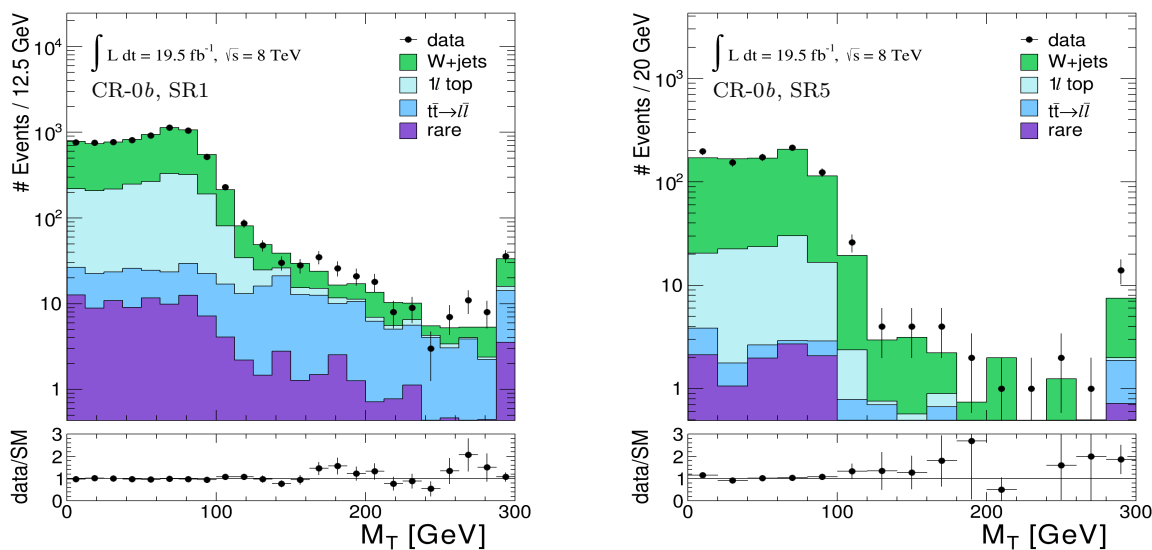 # Events / 12.5 GeV
10⁴
10³
10²
10
1
∫ L dt = 19.5 fb⁻¹, √s = 8 TeV
CR-0b, SR1
data
W+jets
1l top
tt̄→ll̄
rare
data/SM
3
2
1
0
0 100 200 300
M_T [GeV]
# Events / 20 GeV
10³
10²
10
1
∫ L dt = 19.5 fb⁻¹, √s = 8 TeV
CR-0b, SR5
data
W+jets
1l top
tt̄→ll̄
rare
data/SM
3
2
1
0
0 100 200 300
M_T [GeV]